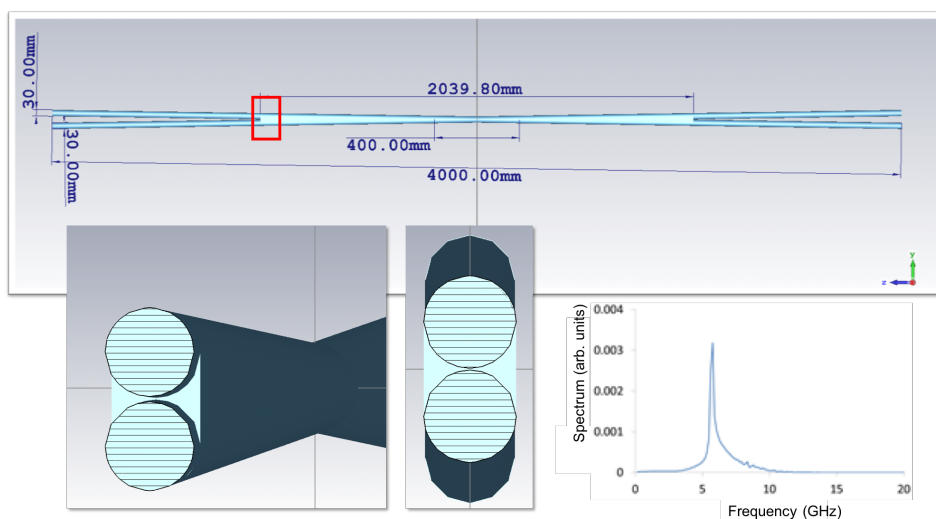 30.00mm
2039.80mm
400.00mm
30.00mm
4000.00mm
y
z
Spectrum (arb. units)
0.004
0.003
0.002
0.001
0
0 5 10 15 20
Frequency (GHz)